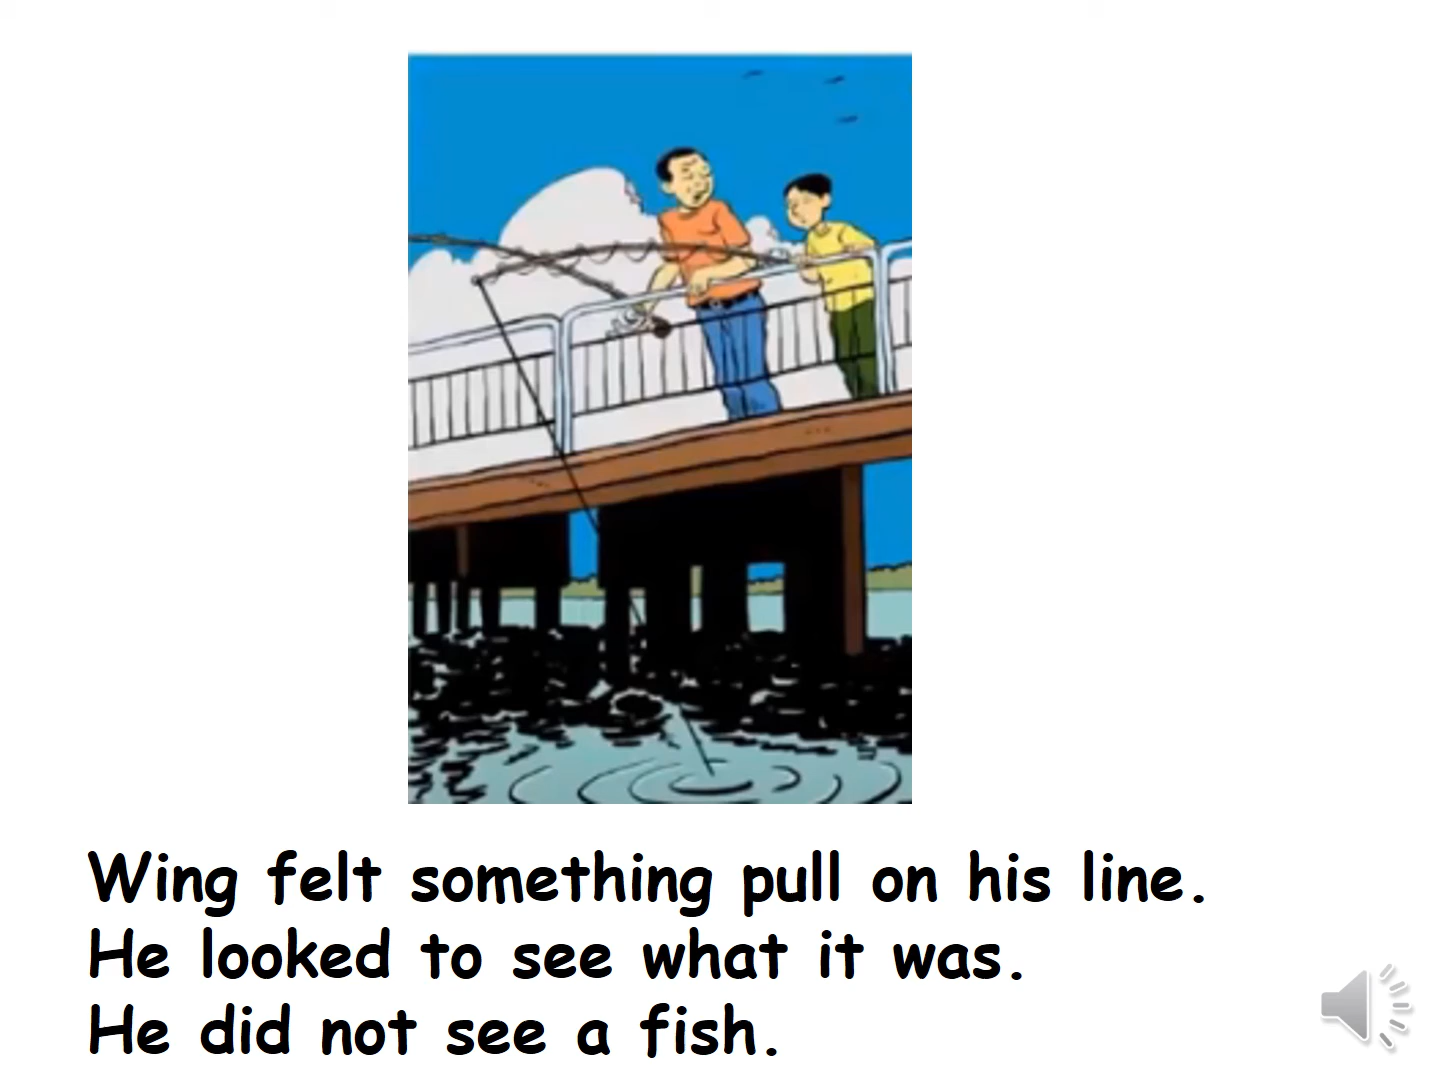 Wing felt something pull on his line.
He looked to see what it was.
He did not see a fish.